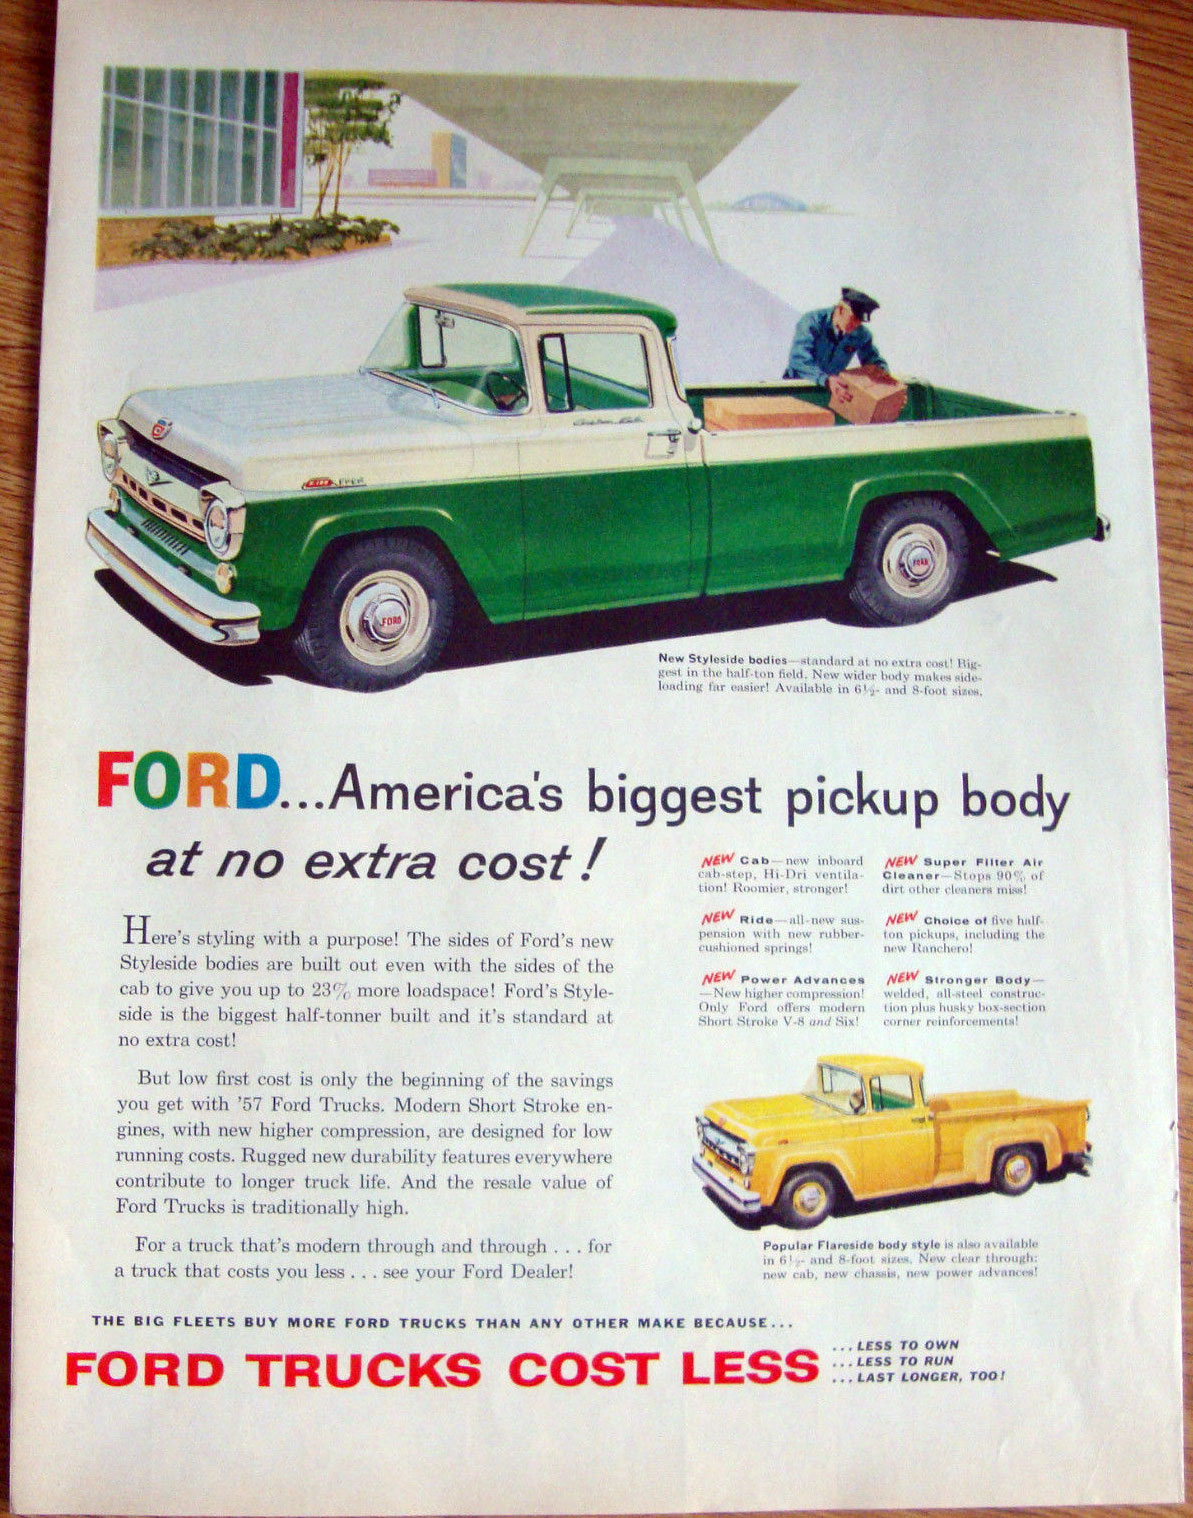 FORD
FORD
New Styleside bodies—standard at no extra cost! Big-
gest in the half-ton field. New wider body makes side-
loading far easier! Available in 6½- and 8-foot sizes.
FORD...America's biggest pickup body
at no extra cost!
Here's styling with a purpose! The sides of Ford's new
Styleside bodies are built out even with the sides of the
cab to give you up to 23% more loadspace! Ford's Style-
side is the biggest half-tonner built and it's standard at
no extra cost!
But low first cost is only the beginning of the savings
you get with '57 Ford Trucks. Modern Short Stroke en-
gines, with new higher compression, are designed for low
running costs. Rugged new durability features everywhere
contribute to longer truck life. And the resale value of
Ford Trucks is traditionally high.
For a truck that's modern through and through . . . for
a truck that costs you less . . . see your Ford Dealer!
NEW Cab—new inboard
cab-step, Hi-Dri ventila-
tion! Roomier, stronger!
NEW Ride—all-new sus-
pension with new rubber-
cushioned springs!
NEW Power Advances
—New higher compression!
Only Ford offers modern
Short Stroke V-8 and Six!
NEW Super Filter Air
Cleaner—Stops 90% of
dirt other cleaners miss!
NEW Choice of five half-
ton pickups, including the
new Ranchero!
NEW Stronger Body—
welded, all-steel construc-
tion plus husky box-section
corner reinforcements!
Popular Flareside body style is also available
in 6½- and 8-foot sizes. New clear through:
new cab, new chassis, new power advances!
THE BIG FLEETS BUY MORE FORD TRUCKS THAN ANY OTHER MAKE BECAUSE...
FORD TRUCKS COST LESS
...LESS TO OWN
...LESS TO RUN
...LAST LONGER, TOO!